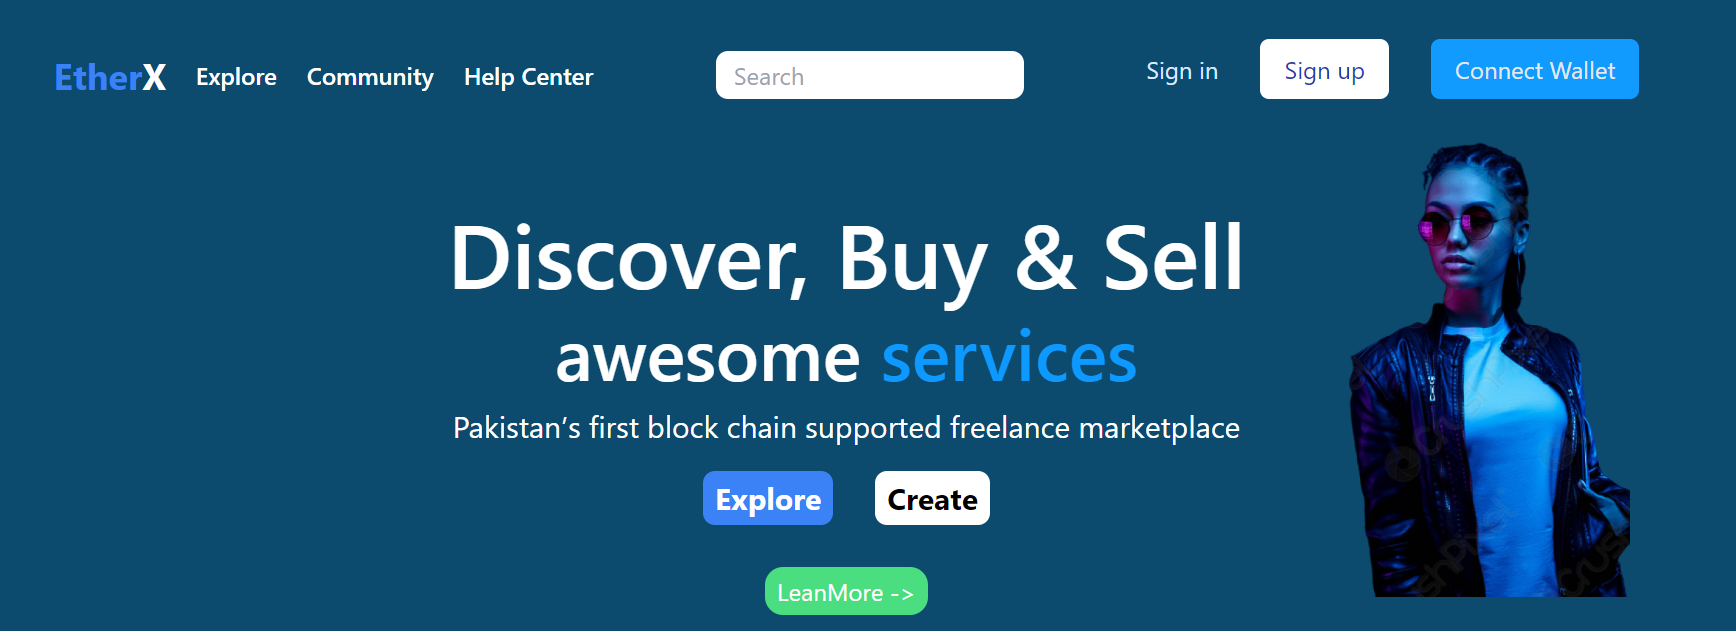 EtherX Explore Community Help Center Search Sign in Sign up Connect Wallet
Discover, Buy & Sell
awesome services
Pakistan’s first block chain supported freelance marketplace
Explore Create
LeanMore ->